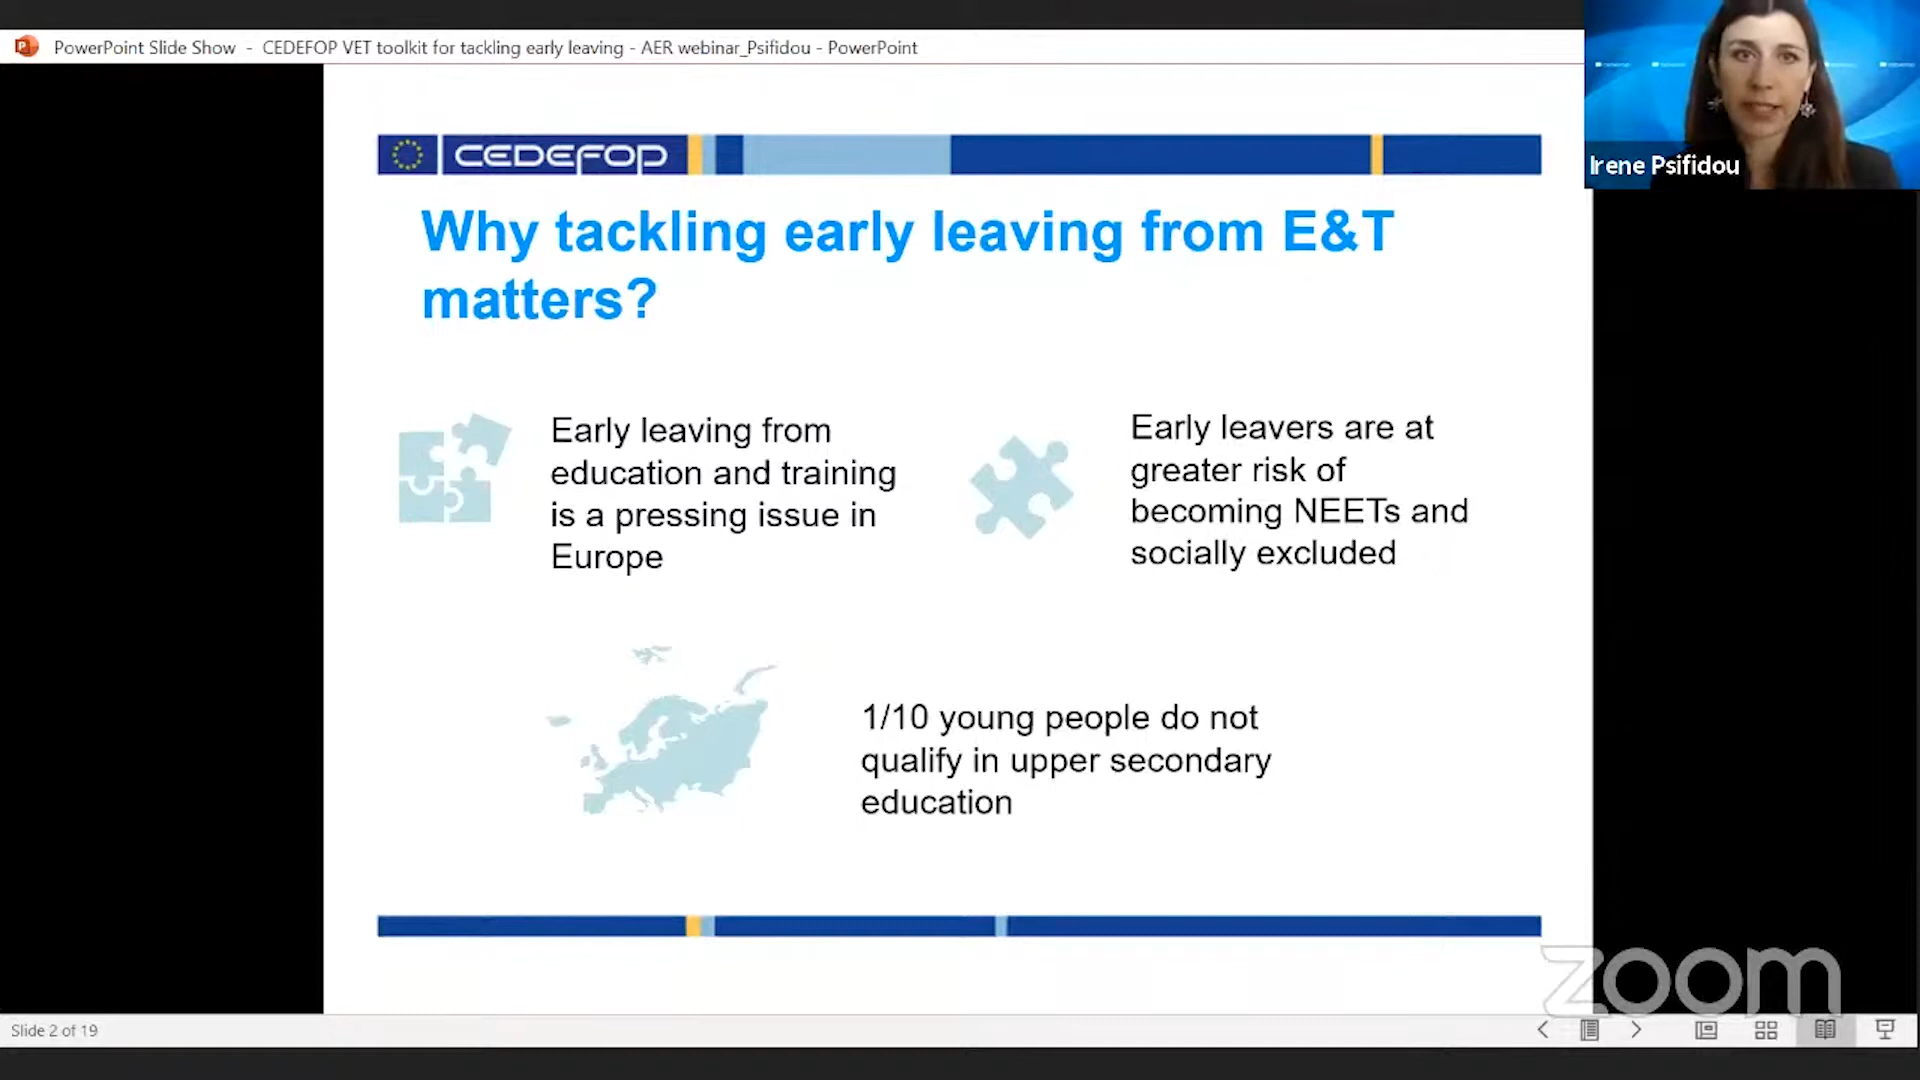 PowerPoint Slide Show - CEDEFOP VET toolkit for tackling early leaving - AER webinar_Psifidou - PowerPoint
Irene Psifidou
CEDEFOP
Why tackling early leaving from E&T
matters?
Early leaving from
education and training
is a pressing issue in
Europe
Early leavers are at
greater risk of
becoming NEETs and
socially excluded
1/10 young people do not
qualify in upper secondary
education
zoom
Slide 2 of 19